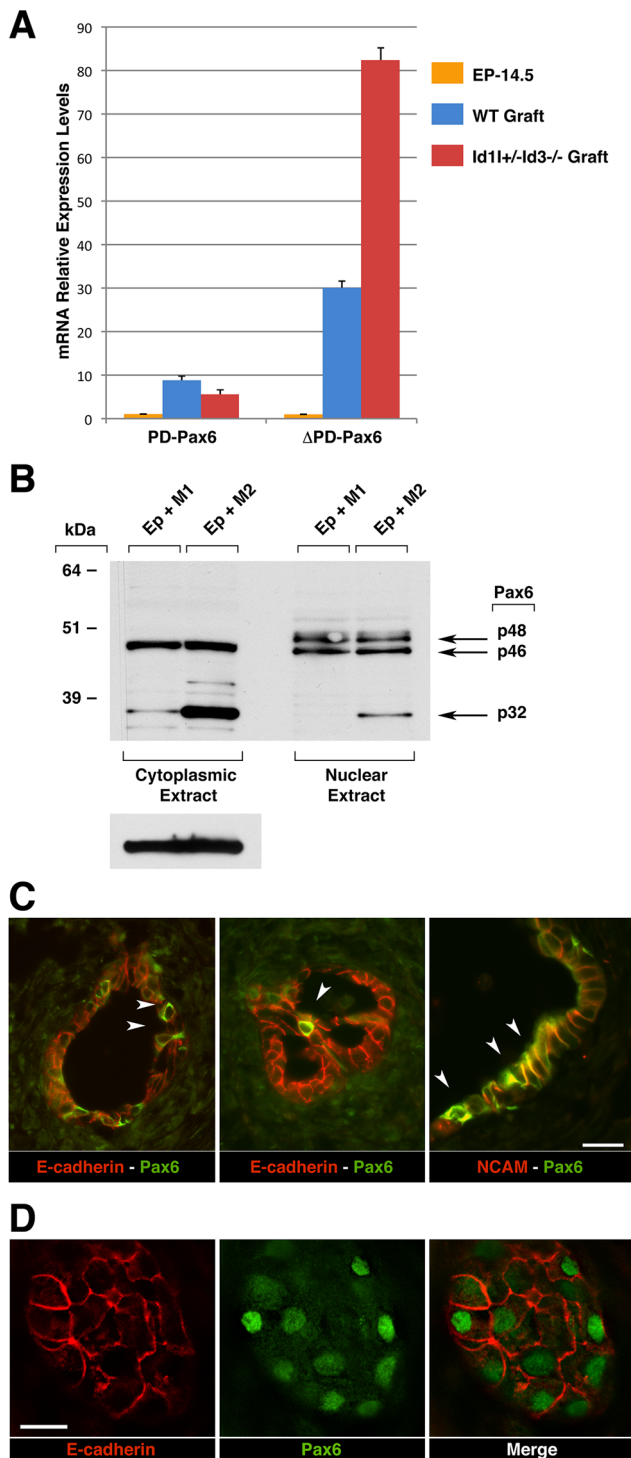 A
90
80
70
60
50
40
30
20
10
0
mRNA Relative Expression Levels
PD-Pax6
ΔPD-Pax6
EP-14.5
WT Graft
Id1I+/-Id3-/- Graft
B
kDa
Ep + M1
Ep + M2
Ep + M1
Ep + M2
64
51
39
Pax6
p48
p46
p32
Cytoplasmic
Extract
Nuclear
Extract
C
E-cadherin - Pax6
E-cadherin - Pax6
NCAM - Pax6
D
E-cadherin
Pax6
Merge